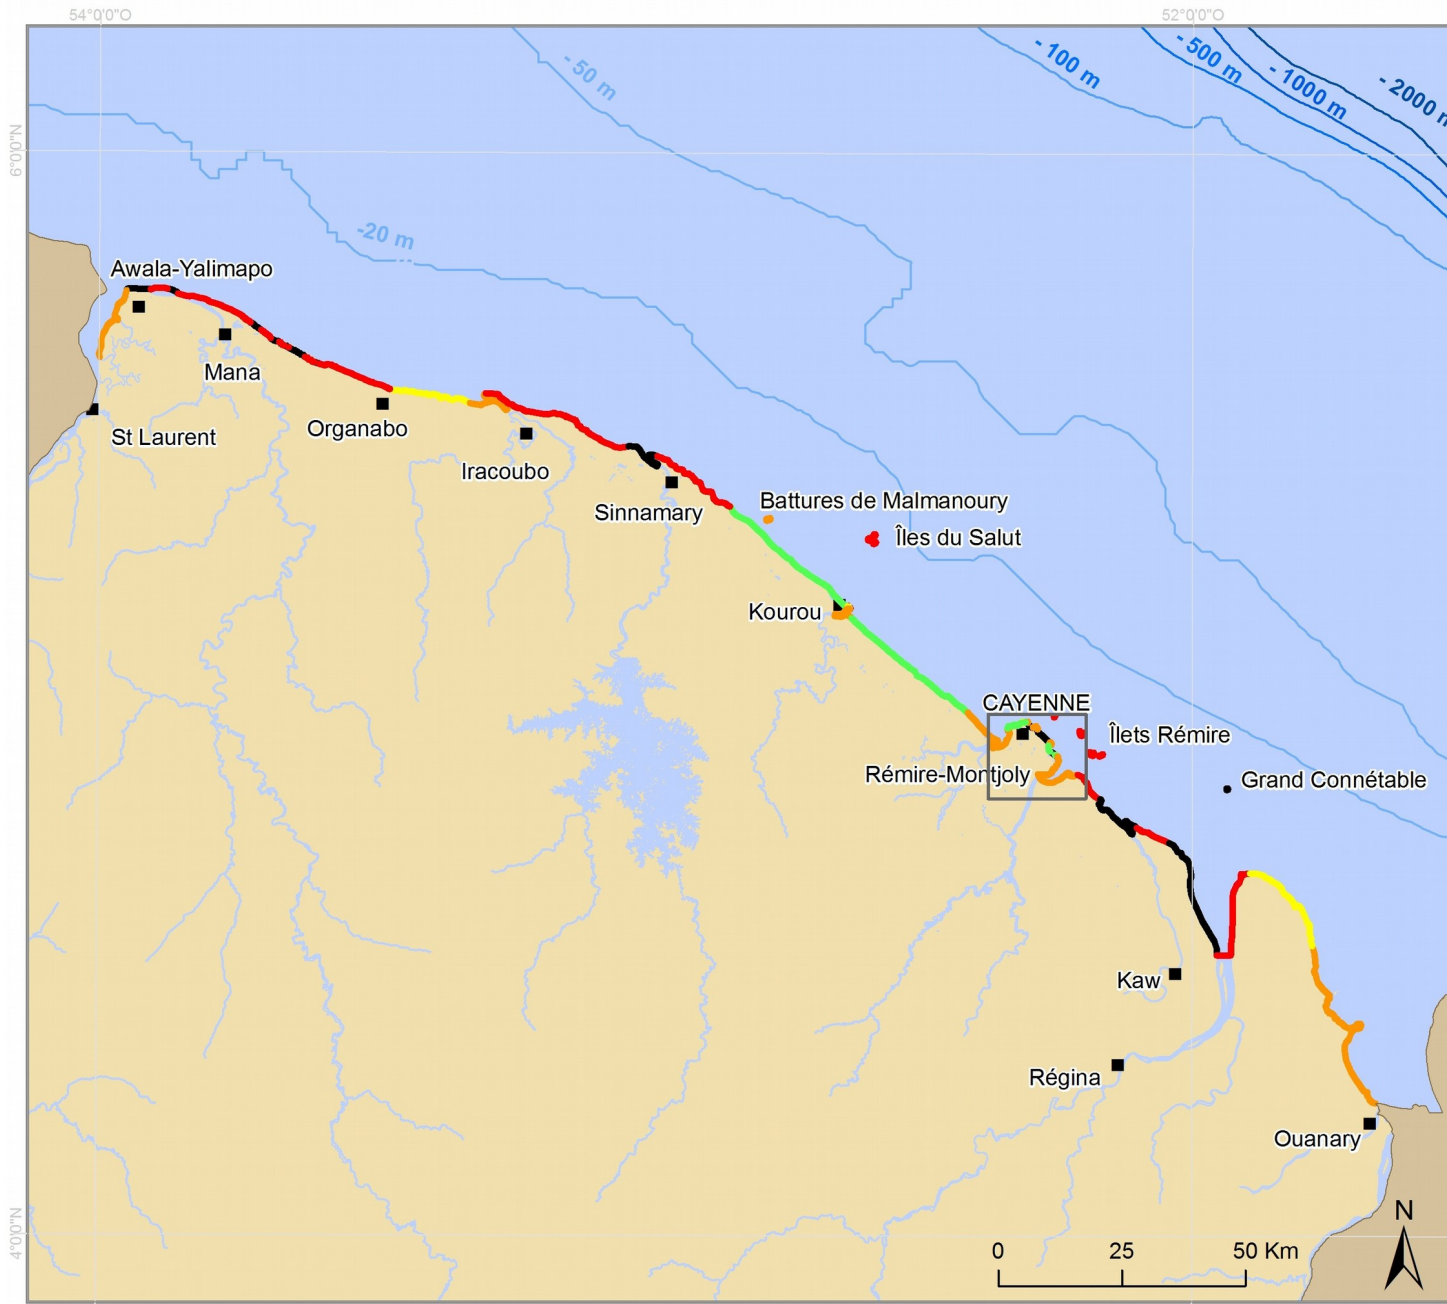 54°0'0"O
52°0'0"O
6°0'0"N
- 50 m
- 100 m
- 500 m
- 1000 m
- 2000 m
-20 m
Awala-Yalimapo
Mana
St Laurent
Organabo
Iracoubo
Sinnamary
Battures de Malmanoury
Îles du Salut
Kourou
CAYENNE
Îlets Rémire
Rémire-Montjoly
Grand Connétable
Kaw
Régina
Ouanary
4°0'0"N
N
0 25 50 Km